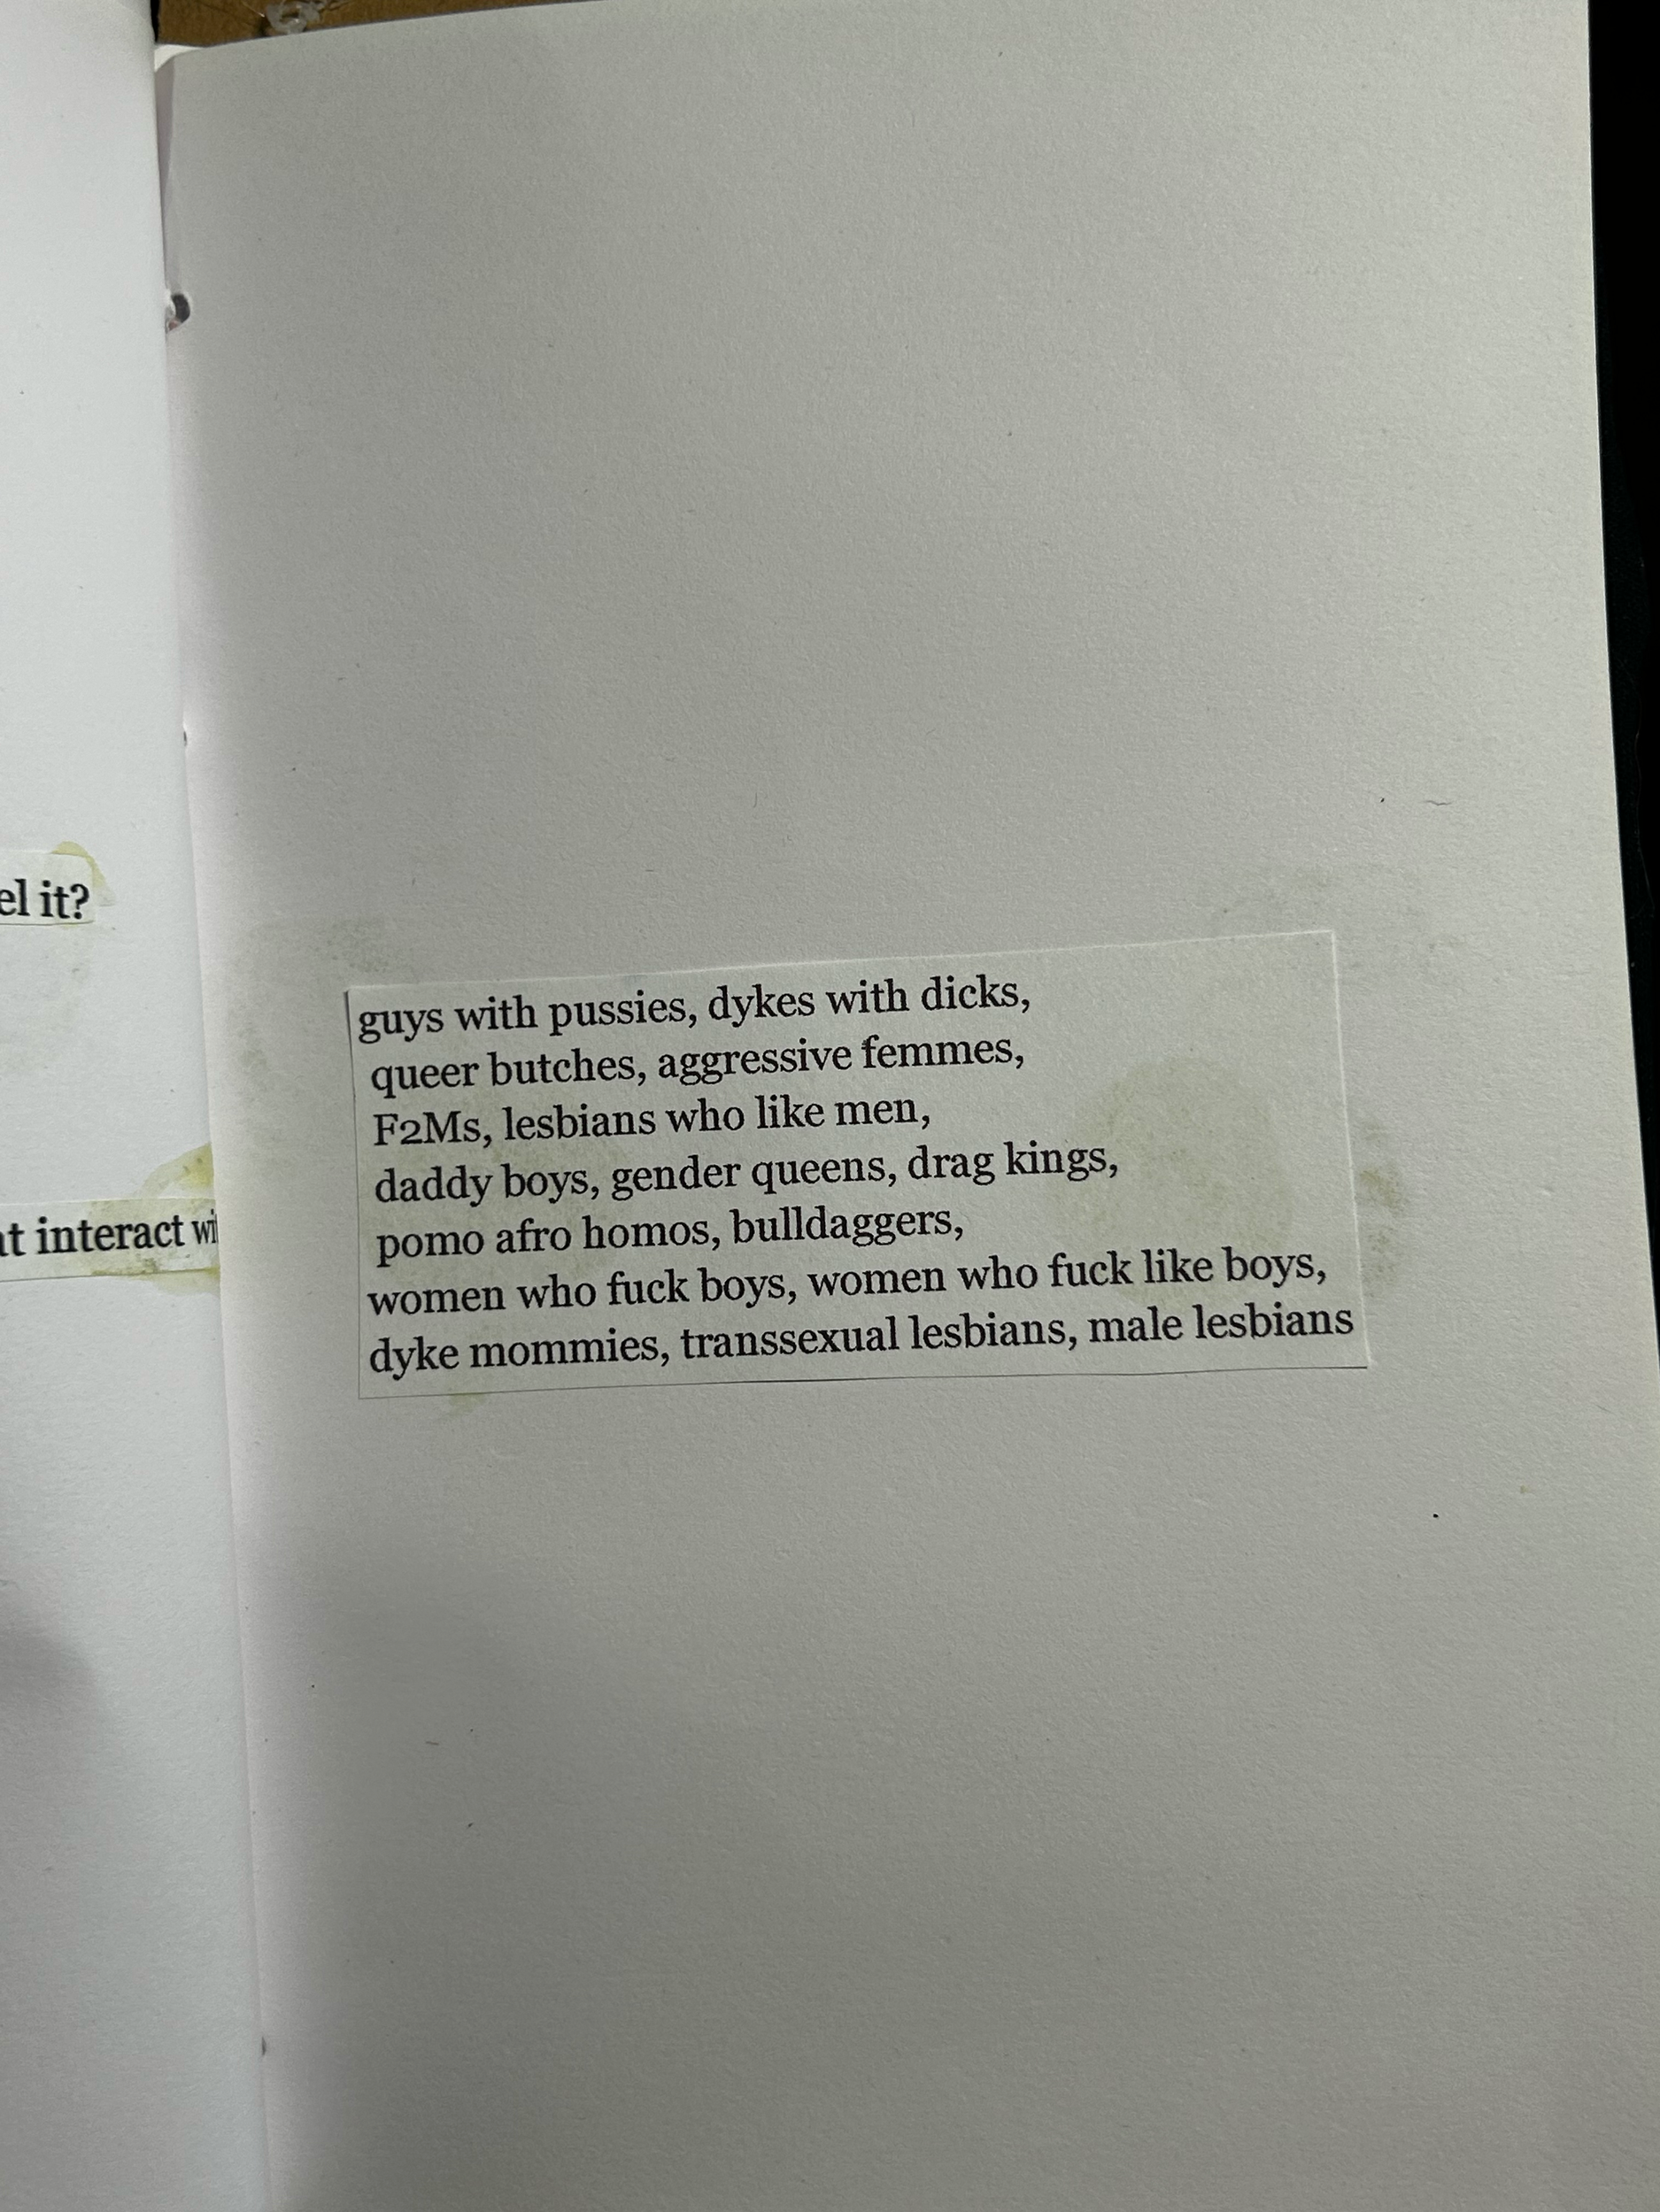 el it?
at interact wi
guys with pussies, dykes with dicks,
queer butches, aggressive femmes,
F2Ms, lesbians who like men,
daddy boys, gender queens, drag kings,
pomo afro homos, bulldaggers,
women who fuck boys, women who fuck like boys,
dyke mommies, transsexual lesbians, male lesbians